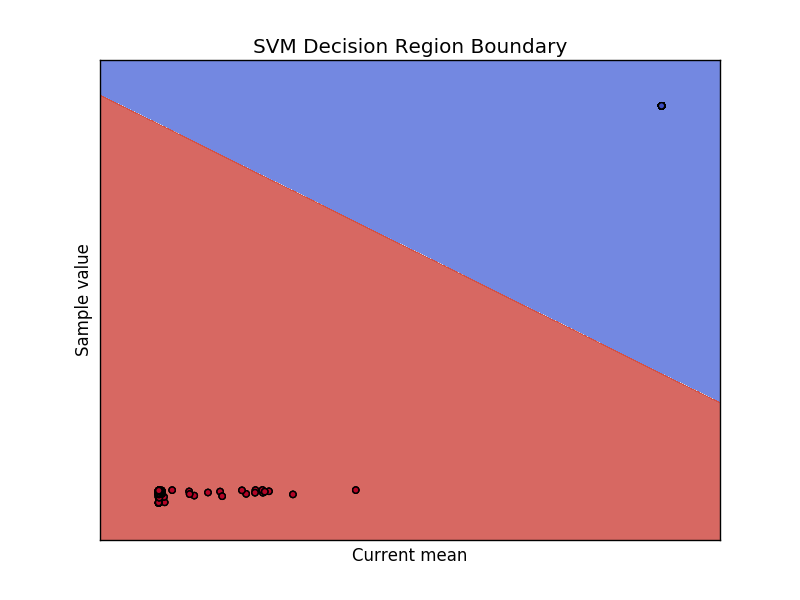 SVM Decision Region Boundary
Sample value
Current mean